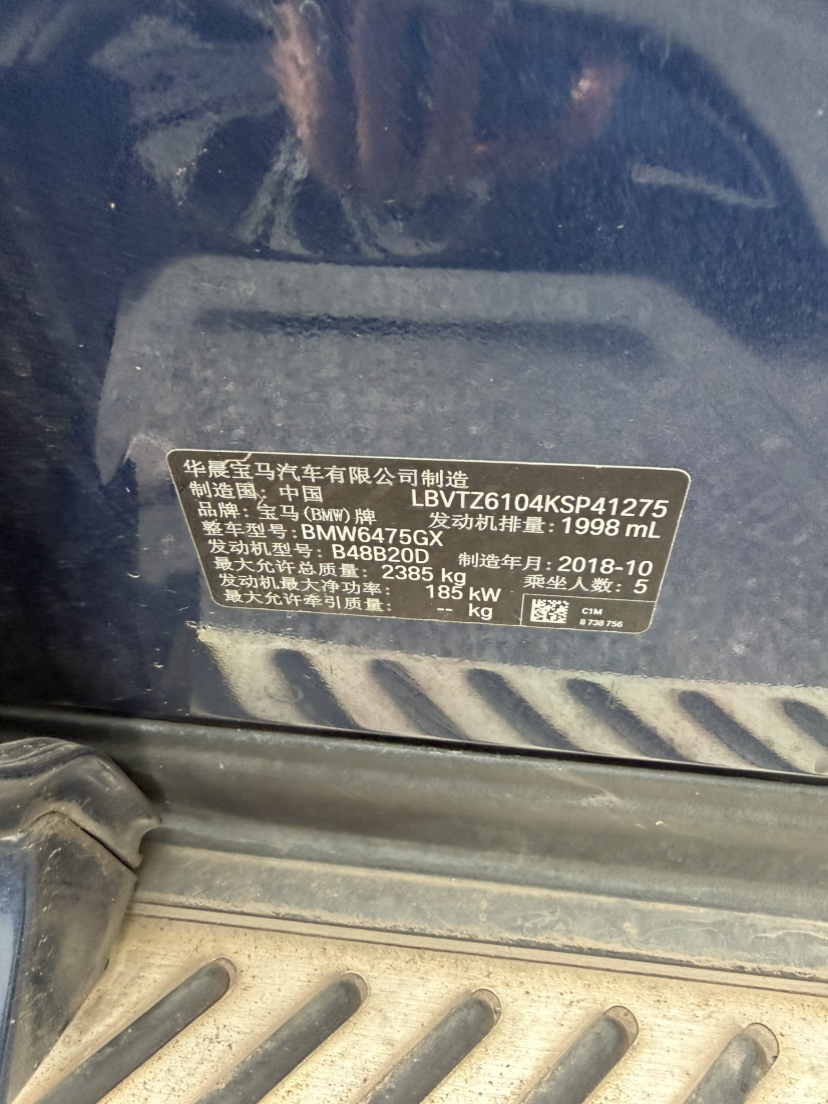 华晨宝马汽车有限公司制造
制造国: 中国 LBVTZ6104KSP41275
品牌: 宝马(BMW)牌 发动机排量: 1998 mL
整车型号: BMW6475GX
发动机型号: B48B20D 制造年月: 2018-10
最大允许总质量: 2385 kg 乘坐人数: 5
发动机最大净功率: 185 kW
最大允许牵引质量: -- kg
C1M
8 738 756